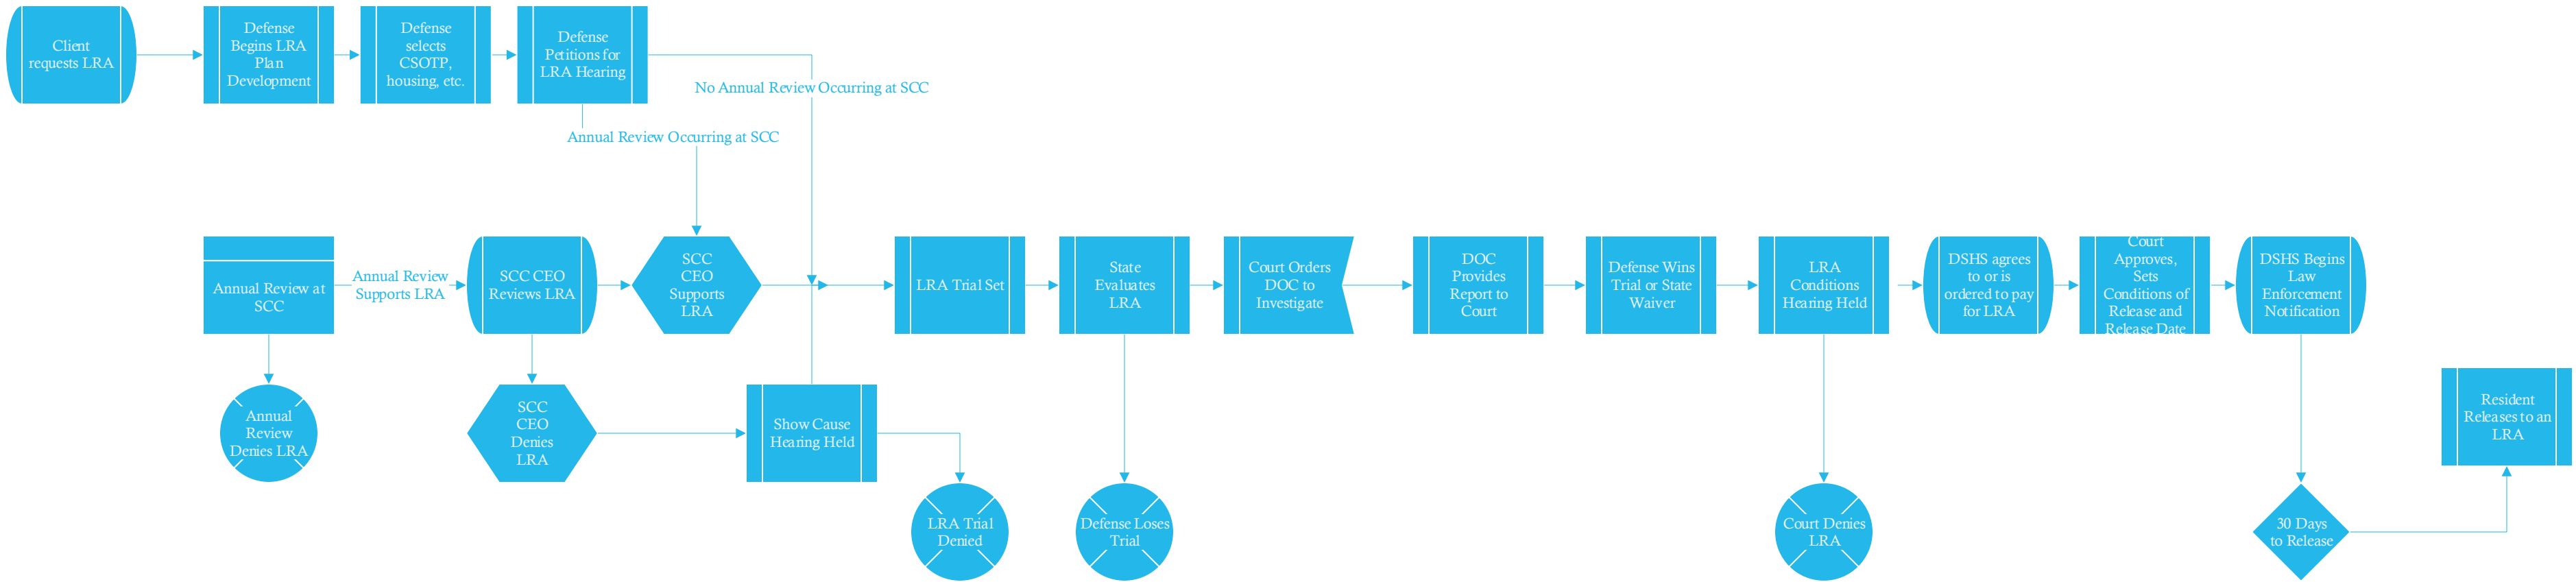 Client
requests LRA
Defense
Begins LRA
Plan
Development
Defense
selects
CSOTP,
housing, etc.
Defense
Petitions for
LRA Hearing
No Annual Review Occurring at SCC
Annual Review Occurring at SCC
Annual Review at
SCC
Annual Review
Supports LRA
SCC CEO
Reviews LRA
SCC
CEO
Supports
LRA
LRA Trial Set
State
Evaluates
LRA
Court Orders
DOC to
Investigate
DOC
Provides
Report to
Court
Defense Wins
Trial or State
Waiver
LRA
Conditions
Hearing Held
DSHS agrees
to or is
ordered to pay
for LRA
Court
Approves,
Sets
Conditions of
Release and
Release Date
DSHS Begins
Law
Enforcement
Notification
Annual
Review
Denies LRA
SCC
CEO
Denies
LRA
Show Cause
Hearing Held
Resident
Releases to an
LRA
LRA Trial
Denied
Defense Loses
Trial
Court Denies
LRA
30 Days
to Release